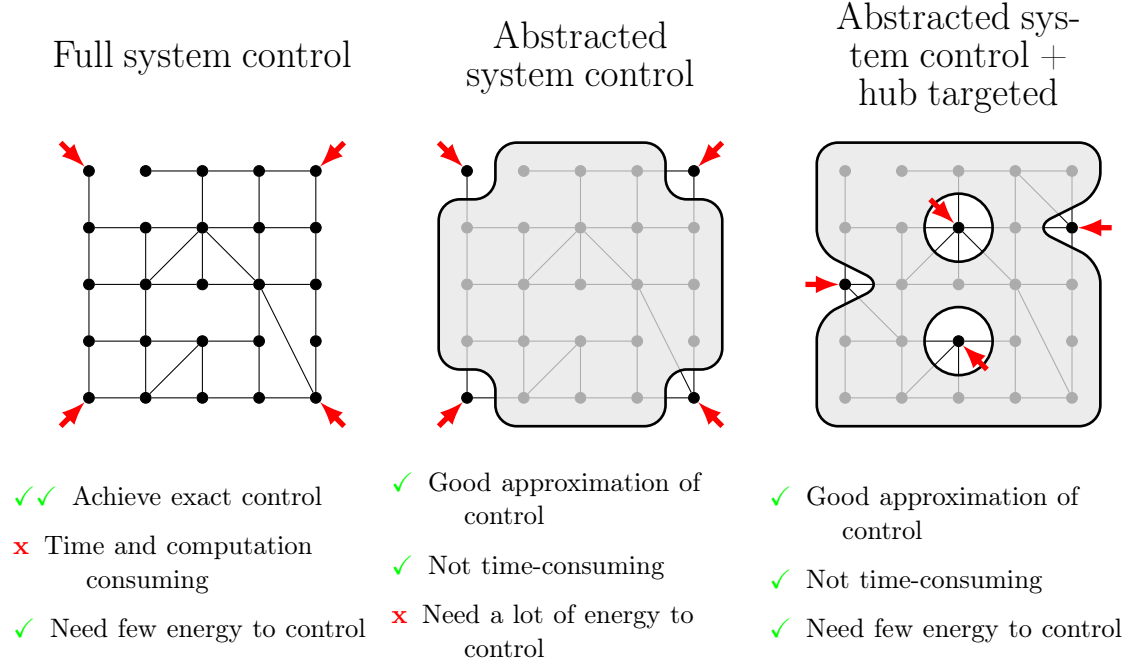 Full system control
Abstracted
system control
Abstracted sys-
tem control +
hub targeted
✓✓ Achieve exact control
x Time and computation
consuming
✓ Need few energy to control
✓ Good approximation of
control
✓ Not time-consuming
x Need a lot of energy to
control
✓ Good approximation of
control
✓ Not time-consuming
✓ Need few energy to control